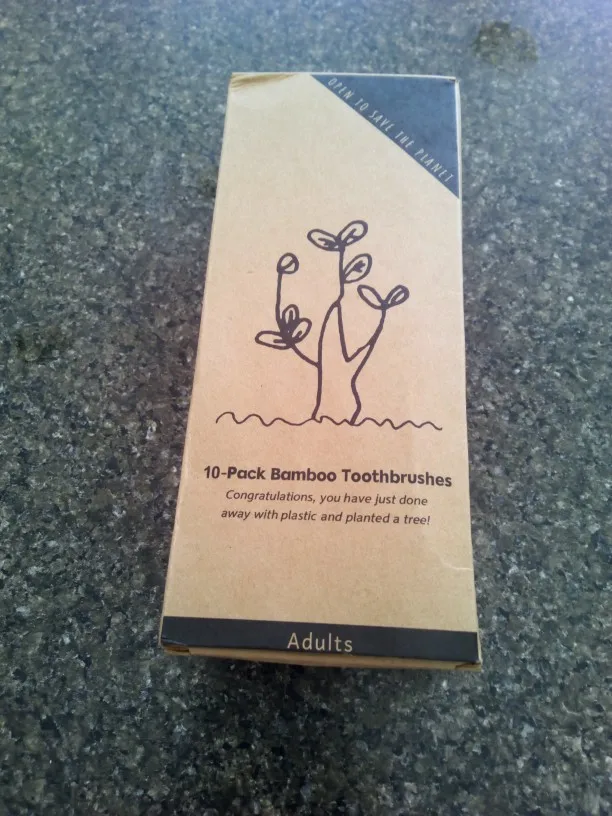 OPEN TO SAVE THE PLANET
10-Pack Bamboo Toothbrushes
Congratulations, you have just done
away with plastic and planted a tree!
Adults